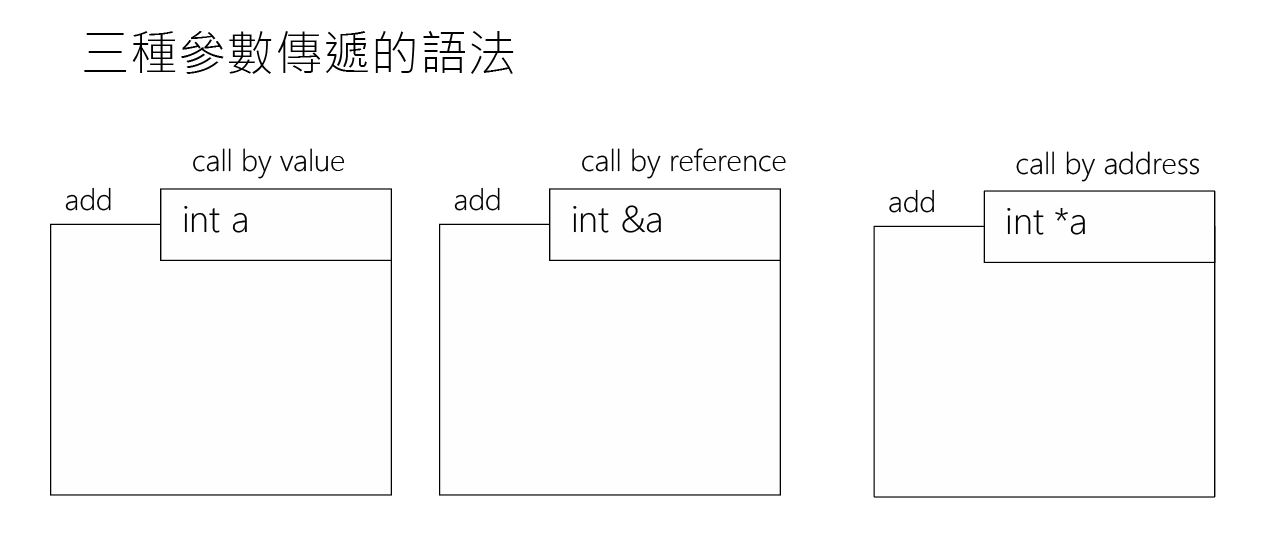 三種參數傳遞的語法
call by value
add
int a
call by reference
add
int &a
call by address
add
int *a